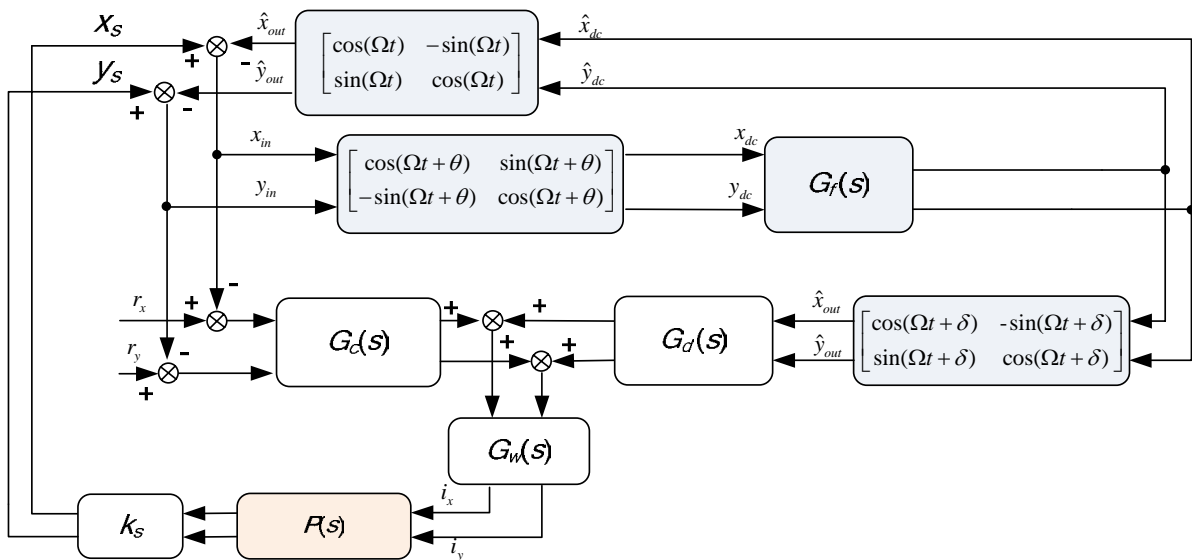 x_s
y_s
+
-
+
-
x̂_out
ŷ_out
[cos(Ωt) -sin(Ωt)
sin(Ωt) cos(Ωt)]
x̂_dc
ŷ_dc
x_in
y_in
[cos(Ωt + θ) sin(Ωt + θ)
-sin(Ωt + θ) cos(Ωt + θ)]
x_dc
y_dc
G_f(s)
r_x
+
-
r_y
+
-
G_c(s)
+
+
+
+
+
+
G_d(s)
x̂_out
ŷ_out
[cos(Ωt + δ) -sin(Ωt + δ)
sin(Ωt + δ) cos(Ωt + δ)]
G_w(s)
i_x
i_y
P(s)
k_s